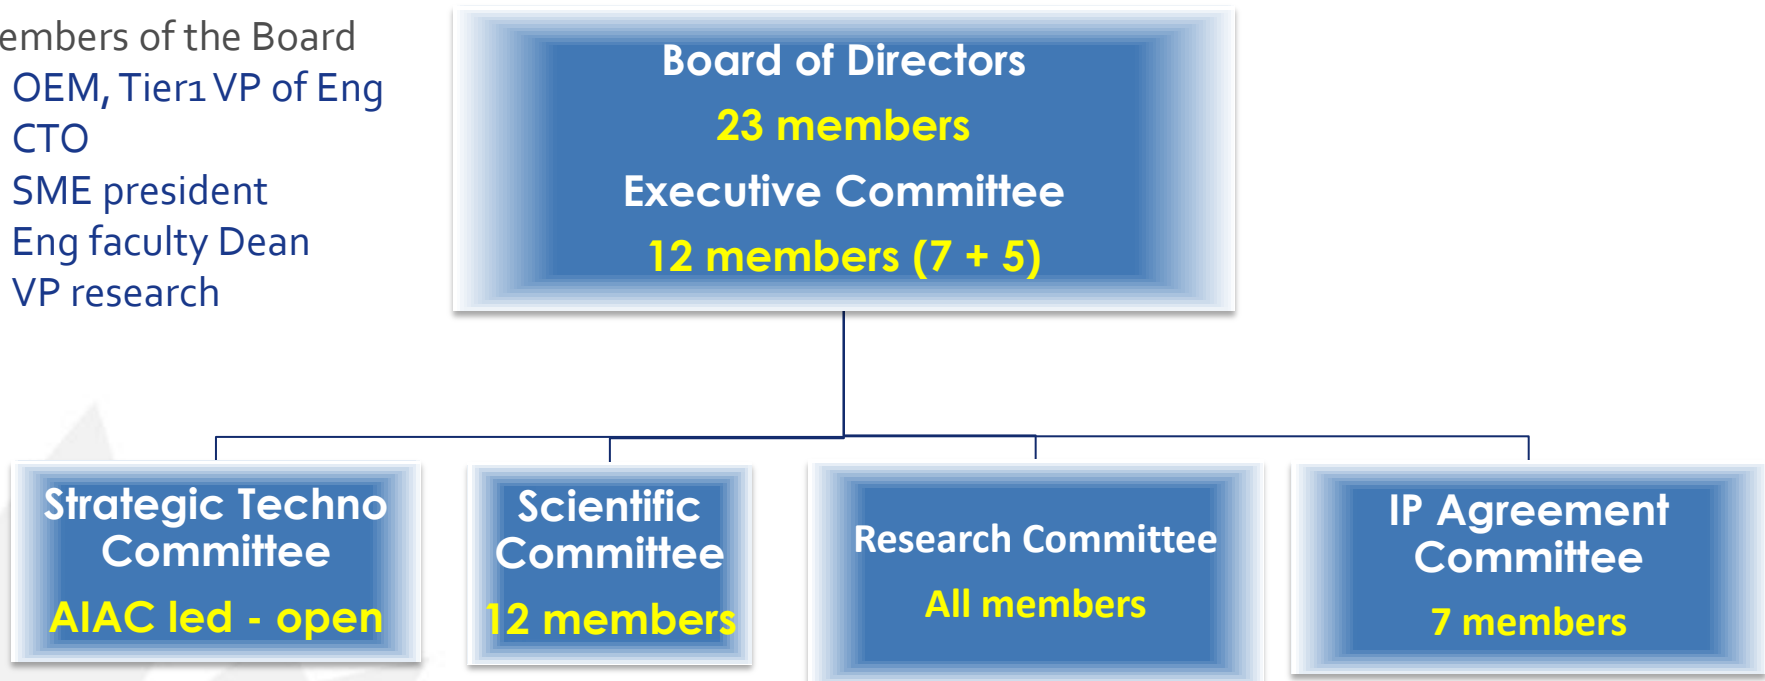 embers of the Board
OEM, Tier1 VP of Eng
CTO
SME president
Eng faculty Dean
VP research
Board of Directors
23 members
Executive Committee
12 members (7 + 5)
Strategic Techno
Committee
AIAC led - open
Scientific
Committee
12 members
Research Committee
All members
IP Agreement
Committee
7 members